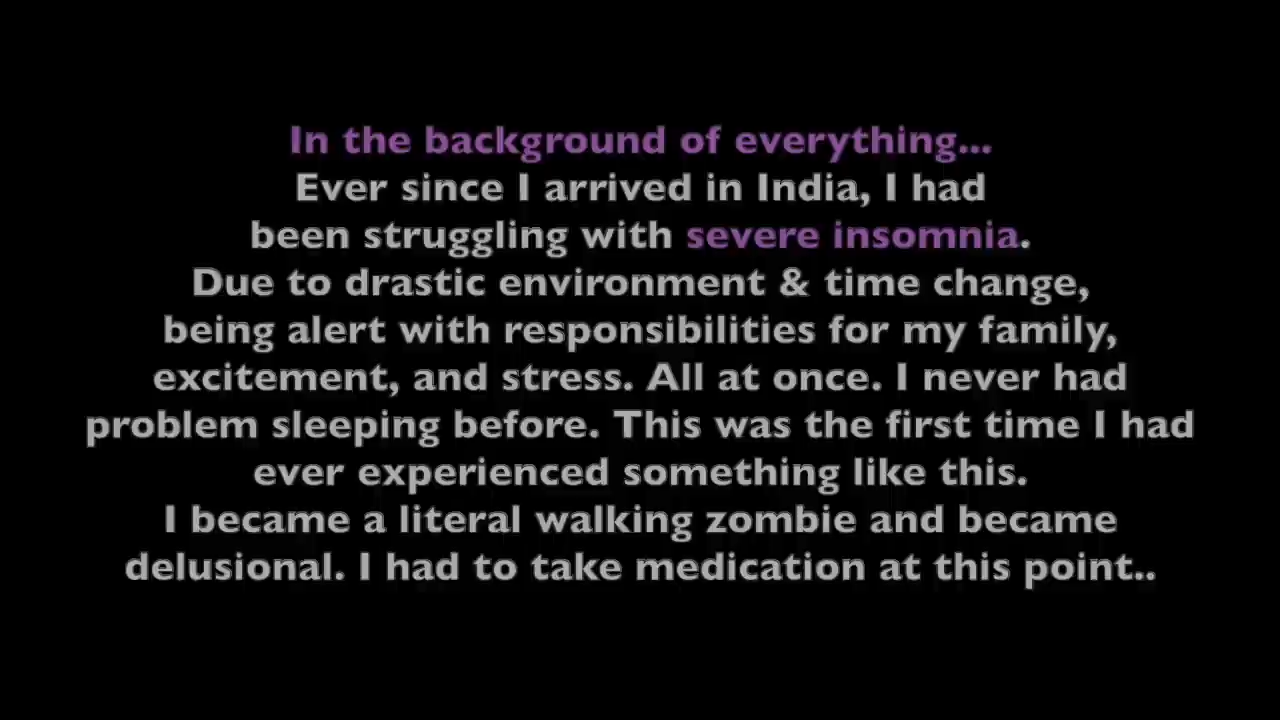 In the background of everything...
Ever since I arrived in India, I had
been struggling with severe insomnia.
Due to drastic environment & time change,
being alert with responsibilities for my family,
excitement, and stress. All at once. I never had
problem sleeping before. This was the first time I had
ever experienced something like this.
I became a literal walking zombie and became
delusional. I had to take medication at this point..